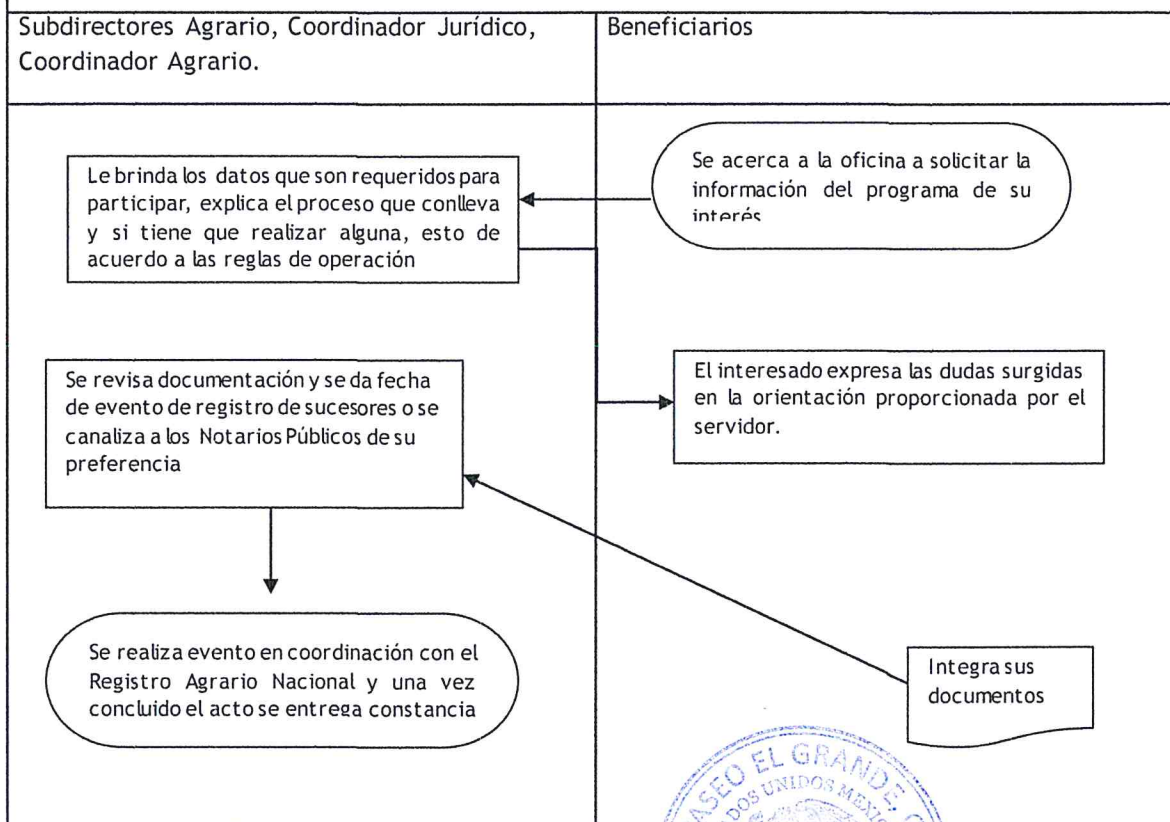 Subdirectores Agrario, Coordinador Jurídico,
Coordinador Agrario.
Beneficiarios
Se acerca a la oficina a solicitar la
información del programa de su
interés
Le brinda los datos que son requeridos para
participar, explica el proceso que conlleva
y si tiene que realizar alguna, esto de
acuerdo a las reglas de operación
El interesado expresa las dudas surgidas
en la orientación proporcionada por el
servidor.
Se revisa documentación y se da fecha
de evento de registro de sucesores o se
canaliza a los Notarios Públicos de su
preferencia
Integra sus
documentos
Se realiza evento en coordinación con el
Registro Agrario Nacional y una vez
concluido el acto se entrega constancia
EL GRANDE,
UNIDOS